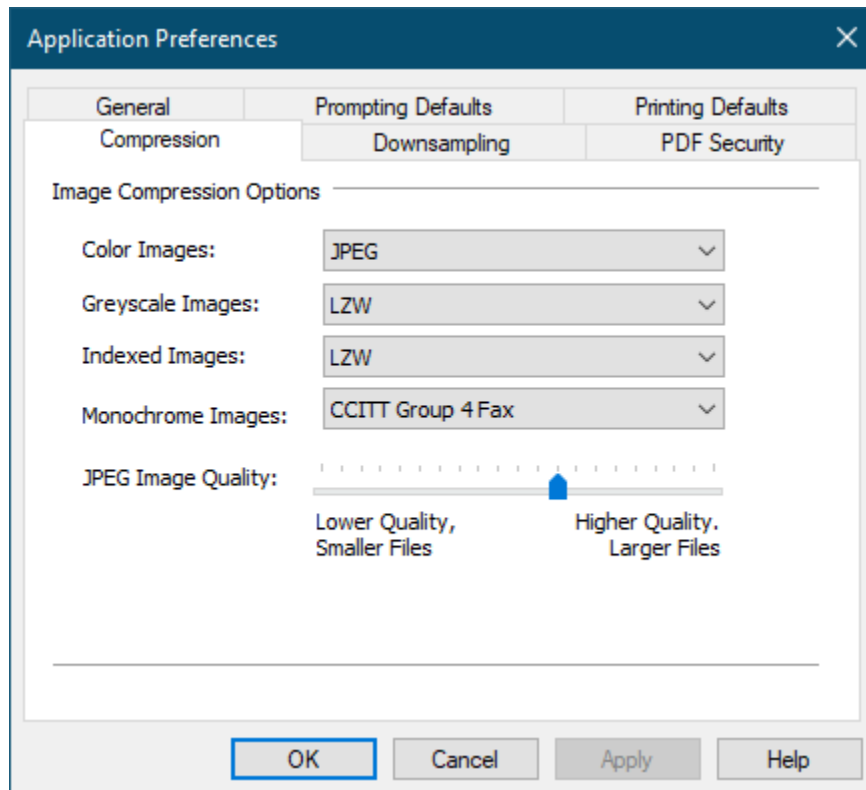 Application Preferences
General Prompting Defaults Printing Defaults
Compression Downsampling PDF Security
Image Compression Options
Color Images: JPEG
Greyscale Images: LZW
Indexed Images: LZW
Monochrome Images: CCITT Group 4 Fax
JPEG Image Quality:
Lower Quality, Higher Quality.
Smaller Files Larger Files
OK Cancel Apply Help